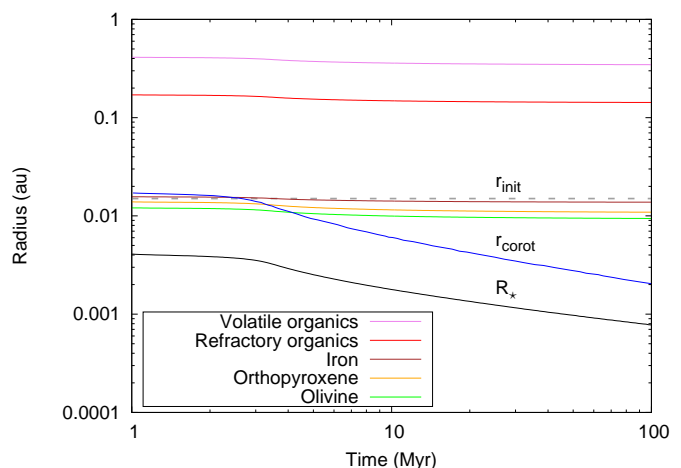 1
0.1
0.01
0.001
0.0001
1
10
100
Radius (au)
Time (Myr)
r_init
r_corot
R_⋆
Volatile organics
Refractory organics
Iron
Orthopyroxene
Olivine